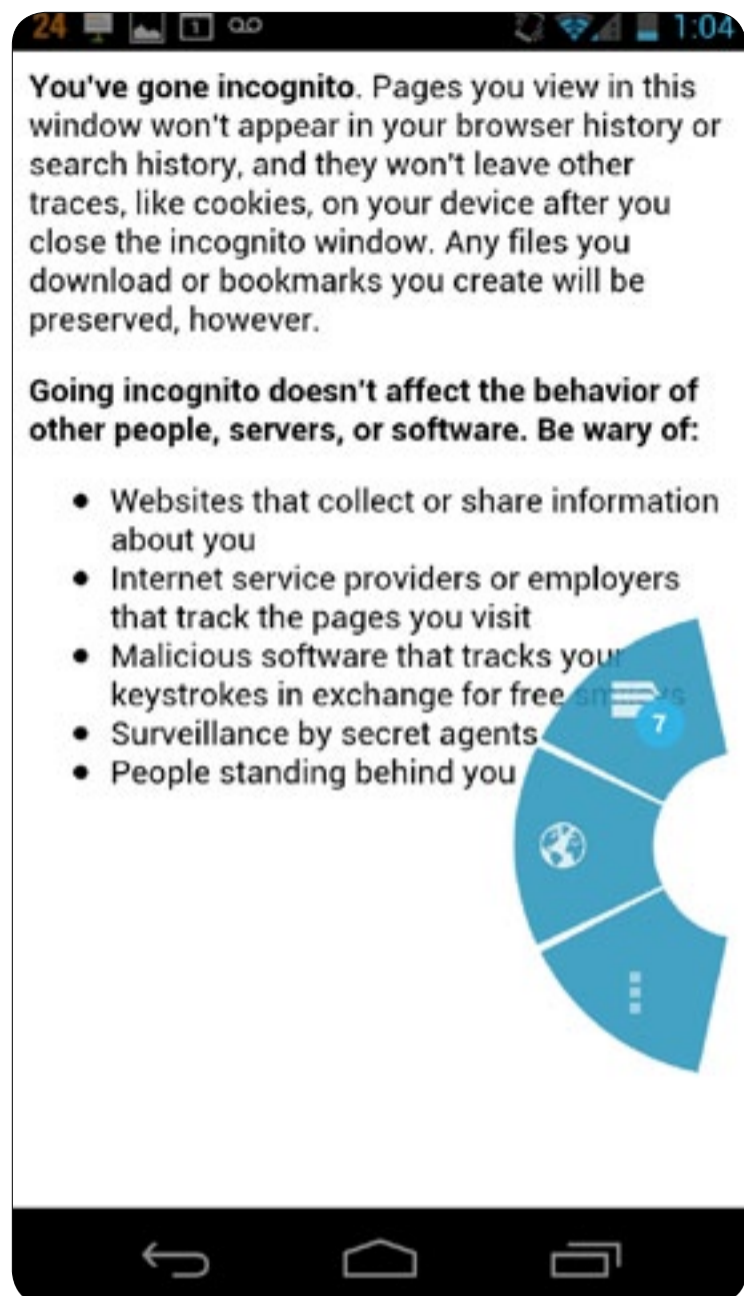 24 1 1:04
You've gone incognito. Pages you view in this
window won't appear in your browser history or
search history, and they won't leave other
traces, like cookies, on your device after you
close the incognito window. Any files you
download or bookmarks you create will be
preserved, however.
Going incognito doesn't affect the behavior of
other people, servers, or software. Be wary of:
• Websites that collect or share information
about you
• Internet service providers or employers
that track the pages you visit
• Malicious software that tracks your
keystrokes in exchange for free smileys
7
• Surveillance by secret agents
• People standing behind you